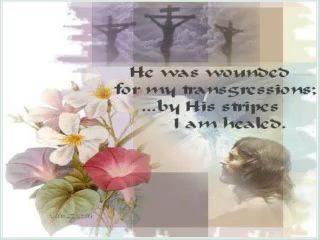 He was wounded
for my transgressions;
...by His stripes
I am healed.